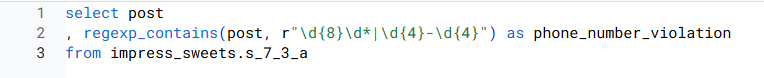 1 select post
2 , regexp_contains(post, r"\d{8}\d*|\d{4}-\d{4}") as phone_number_violation
3 from impress_sweets.s_7_3_a